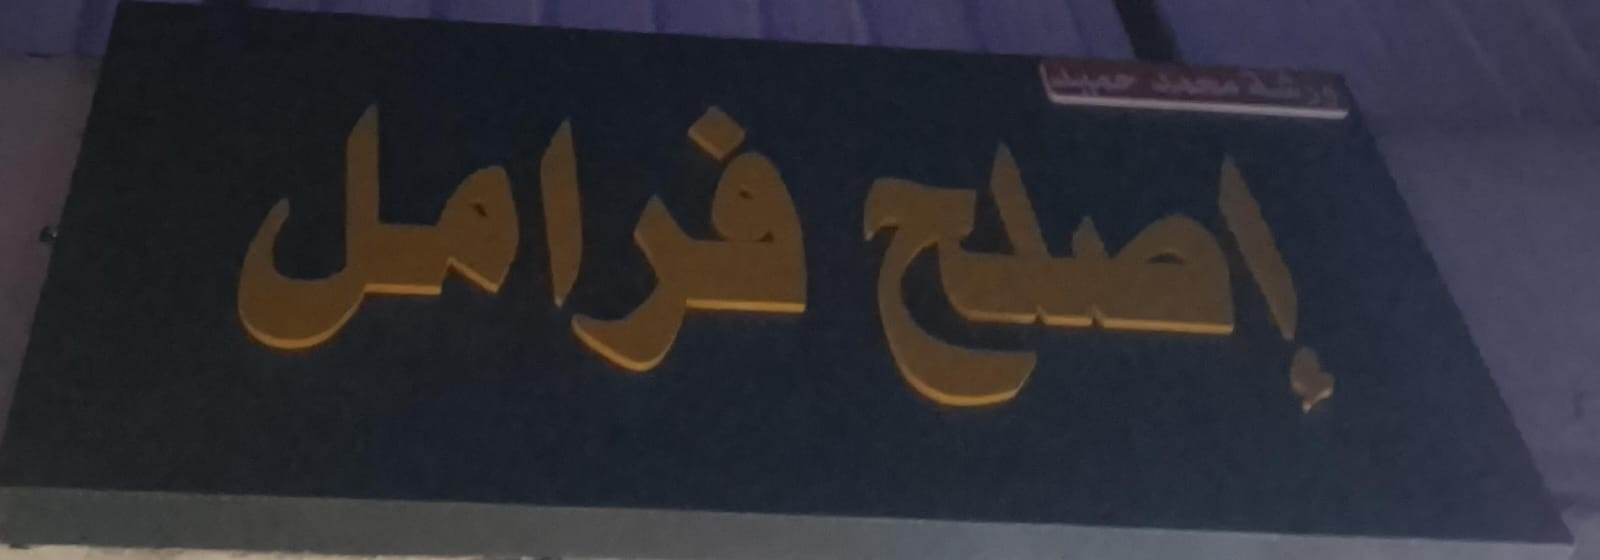 ورشة محمد حميد
إصلح فرامل